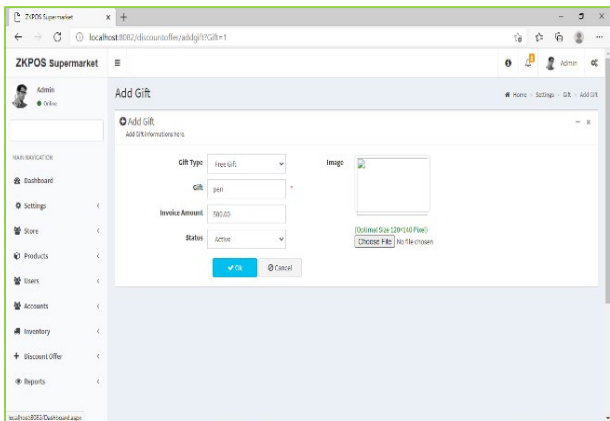 ZKPOS Supermarket
localhost:8082/discountoffer/addgift?Gift=1
ZKPOS Supermarket
Admin
Admin
Online
Add Gift
Home
Settings
Gift
Add Gift
Add Gift
Add Gift informations here.
MAIN NAVIGATION
Dashboard
Settings
Store
Products
Users
Accounts
Inventory
Discount Offer
Reports
Gift Type
Free Gift
Image
Gift
pen
*
Invoice Amount
500.00
Status
Active
(Optimal Size 120*140 Pixel)
Choose File No file chosen
Ok
Cancel
localhost:8082/Dashboard.aspx